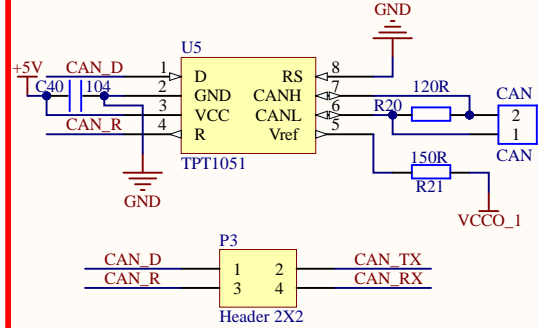 GND
U5
+5V
CAN_D 1 D RS 8
C40 104 2 GND CANH 7 120R CAN
3 VCC CANL 6 R20 2
CAN_R 4 R Vref 5 1
TPT1051 150R CAN
R21
GND
VCCO_1
P3
CAN_D 1 2 CAN_TX
CAN_R 3 4 CAN_RX
Header 2X2